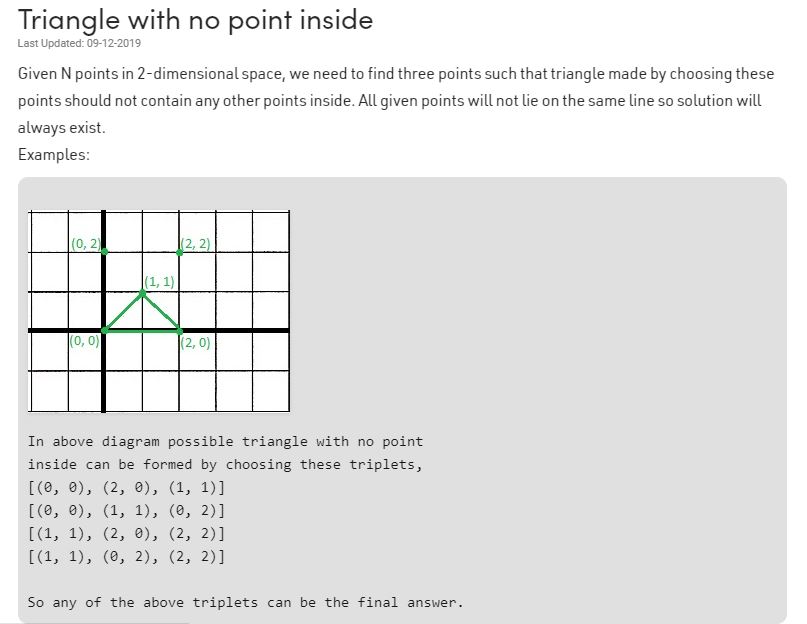 Triangle with no point inside
Last Updated: 09-12-2019
Given N points in 2-dimensional space, we need to find three points such that triangle made by choosing these
points should not contain any other points inside. All given points will not lie on the same line so solution will
always exist.
Examples:
(0, 2) (2, 2)
(1, 1)
(0, 0) (2, 0)
In above diagram possible triangle with no point
inside can be formed by choosing these triplets,
[(0, 0), (2, 0), (1, 1)]
[(0, 0), (1, 1), (0, 2)]
[(1, 1), (2, 0), (2, 2)]
[(1, 1), (0, 2), (2, 2)]
So any of the above triplets can be the final answer.